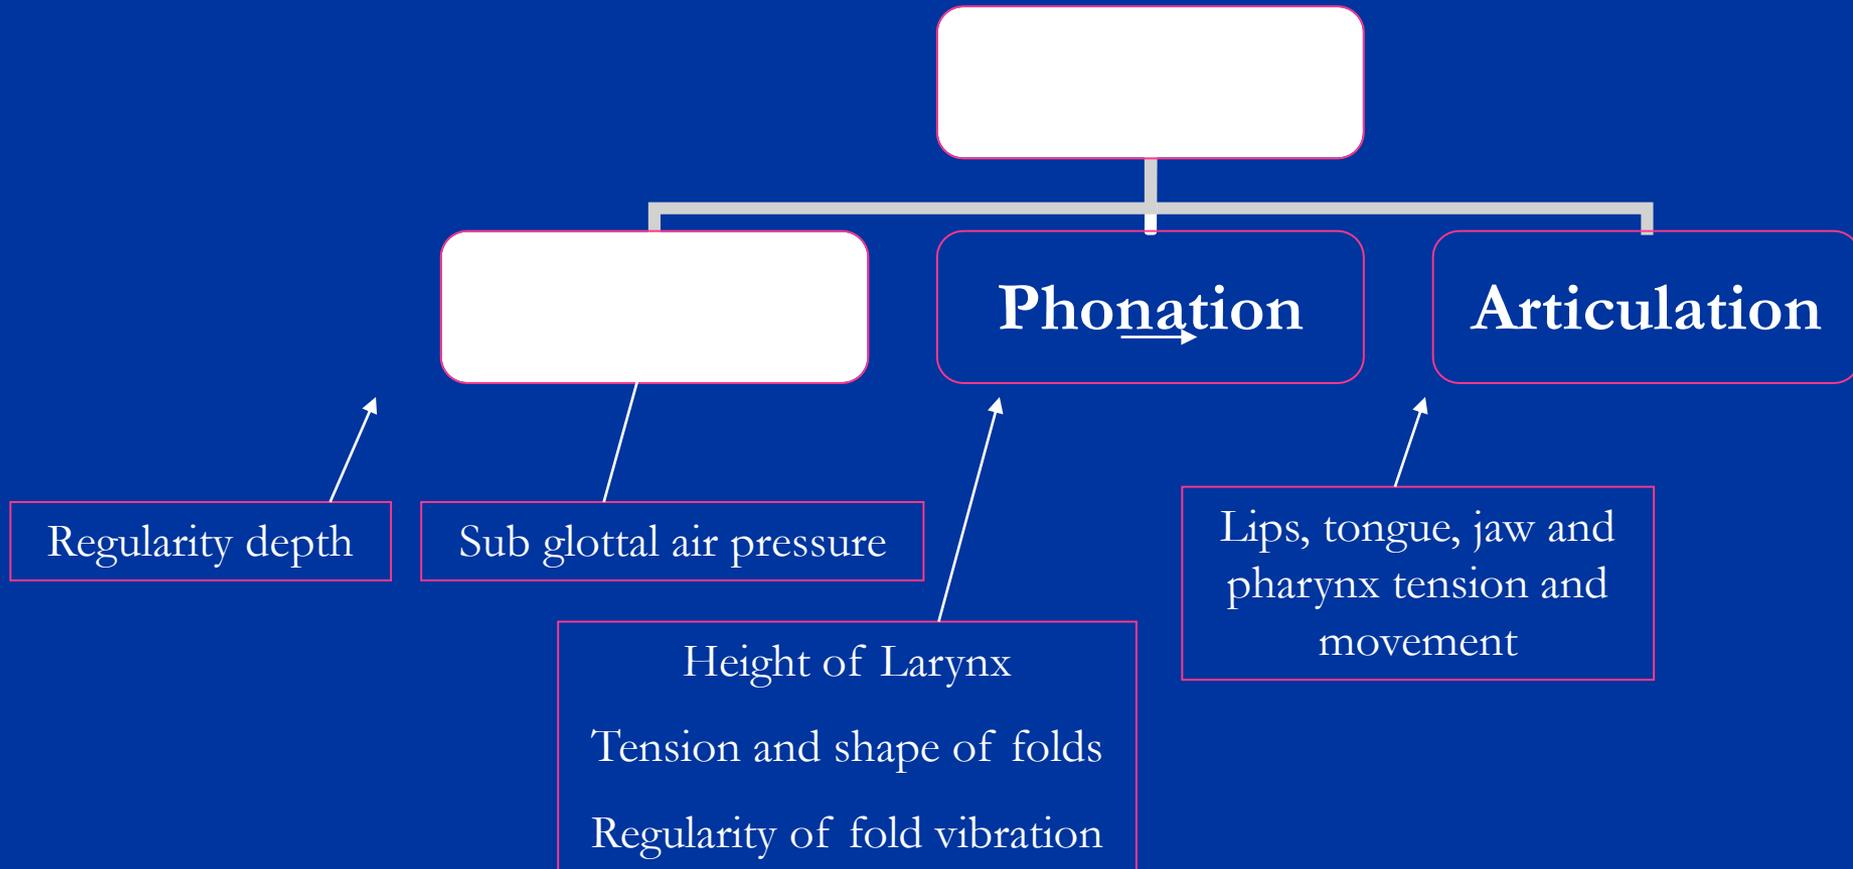 Phonation
Articulation
Regularity depth
Sub glottal air pressure
Lips, tongue, jaw and
pharynx tension and
movement
Height of Larynx
Tension and shape of folds
Regularity of fold vibration